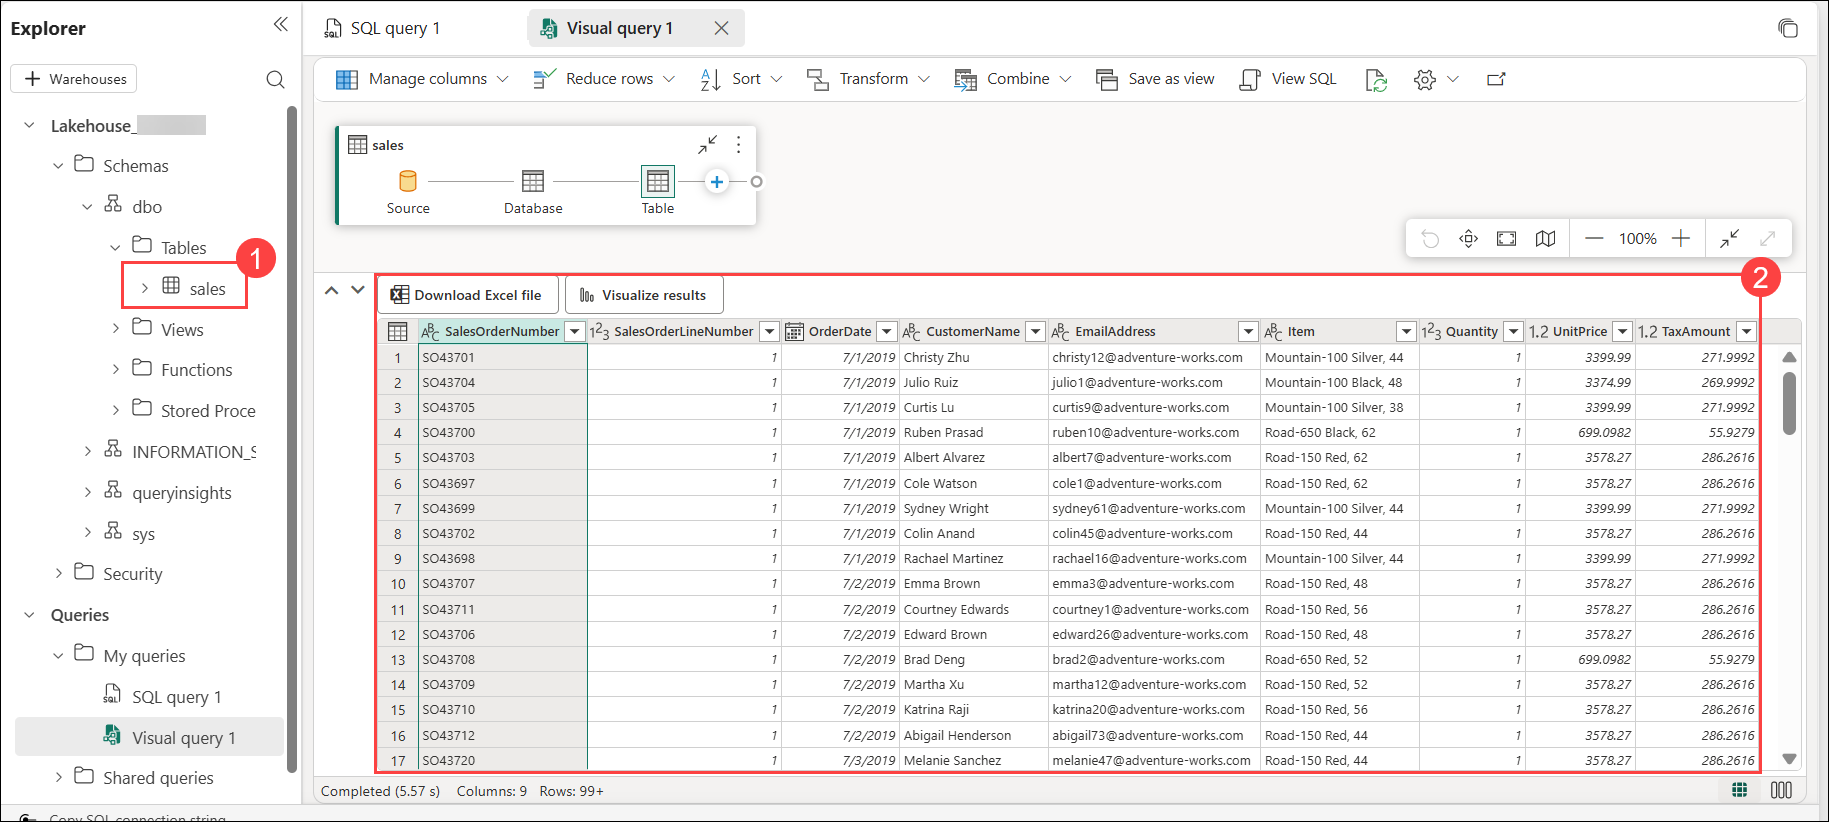 Explorer
SQL query 1
Visual query 1
+ Warehouses
Manage columns
Reduce rows
Sort
Transform
Combine
Save as view
View SQL
Lakehouse_
Schemas
dbo
Tables
1
sales
Views
Functions
Stored Proce
INFORMATION_S
queryinsights
sys
Security
Queries
My queries
SQL query 1
Visual query 1
Shared queries
Copy SQL connection string
sales
Source
Database
Table
100%
2
Download Excel file
Visualize results
SalesOrderNumber SalesOrderLineNumber OrderDate CustomerName EmailAddress Item Quantity 1.2 UnitPrice 1.2 TaxAmount
1 SO43701 1 7/1/2019 Christy Zhu christy12@adventure-works.com Mountain-100 Silver, 44 1 3399.99 271.9992
2 SO43704 1 7/1/2019 Julio Ruiz julio1@adventure-works.com Mountain-100 Black, 48 1 3374.99 269.9992
3 SO43705 1 7/1/2019 Curtis Lu curtis9@adventure-works.com Mountain-100 Silver, 38 1 3399.99 271.9992
4 SO43700 1 7/1/2019 Ruben Prasad ruben10@adventure-works.com Road-650 Black, 62 1 699.0982 55.9279
5 SO43703 1 7/1/2019 Albert Alvarez albert7@adventure-works.com Road-150 Red, 62 1 3578.27 286.2616
6 SO43697 1 7/1/2019 Cole Watson cole1@adventure-works.com Road-150 Red, 62 1 3578.27 286.2616
7 SO43699 1 7/1/2019 Sydney Wright sydney61@adventure-works.com Mountain-100 Silver, 44 1 3399.99 271.9992
8 SO43702 1 7/1/2019 Colin Anand colin45@adventure-works.com Road-150 Red, 44 1 3578.27 286.2616
9 SO43698 1 7/1/2019 Rachael Martinez rachael16@adventure-works.com Mountain-100 Silver, 44 1 3399.99 271.9992
10 SO43707 1 7/2/2019 Emma Brown emma3@adventure-works.com Road-150 Red, 48 1 3578.27 286.2616
11 SO43711 1 7/2/2019 Courtney Edwards courtney1@adventure-works.com Road-150 Red, 56 1 3578.27 286.2616
12 SO43706 1 7/2/2019 Edward Brown edward26@adventure-works.com Road-150 Red, 48 1 3578.27 286.2616
13 SO43708 1 7/2/2019 Brad Deng brad2@adventure-works.com Road-650 Red, 52 1 699.0982 55.9279
14 SO43709 1 7/2/2019 Martha Xu martha12@adventure-works.com Road-150 Red, 52 1 3578.27 286.2616
15 SO43710 1 7/2/2019 Katrina Raji katrina20@adventure-works.com Road-150 Red, 56 1 3578.27 286.2616
16 SO43712 1 7/2/2019 Abigail Henderson abigail73@adventure-works.com Road-150 Red, 44 1 3578.27 286.2616
17 SO43720 1 7/3/2019 Melanie Sanchez melanie47@adventure-works.com Road-150 Red, 44 1 3578.27 286.2616
Completed (5.57 s) Columns: 9 Rows: 99+